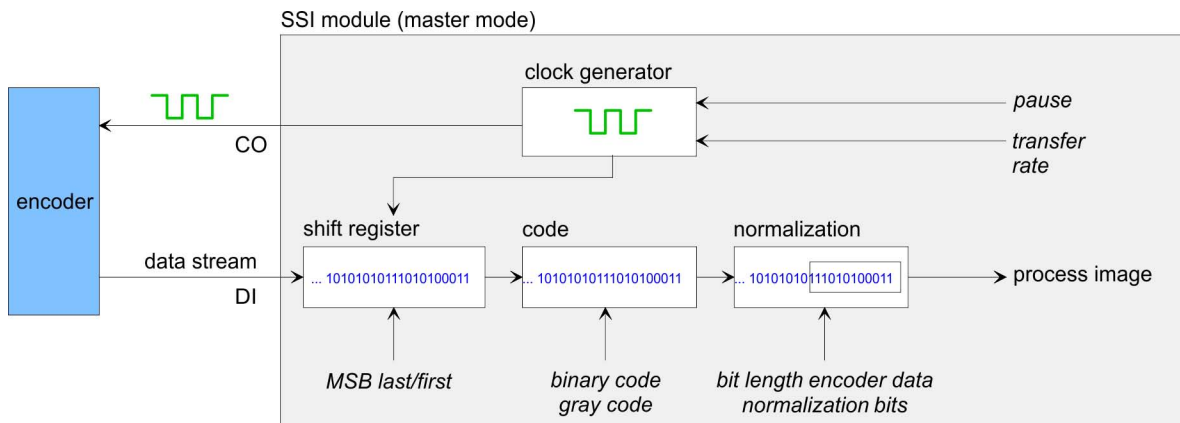 SSI module (master mode)
clock generator
pause
CO
transfer
rate
encoder
shift register
code
normalization
data stream
... 10101010111010100011
... 10101010111010100011
... 10101010111010100011
process image
DI
MSB last/first
binary code
gray code
bit length encoder data
normalization bits